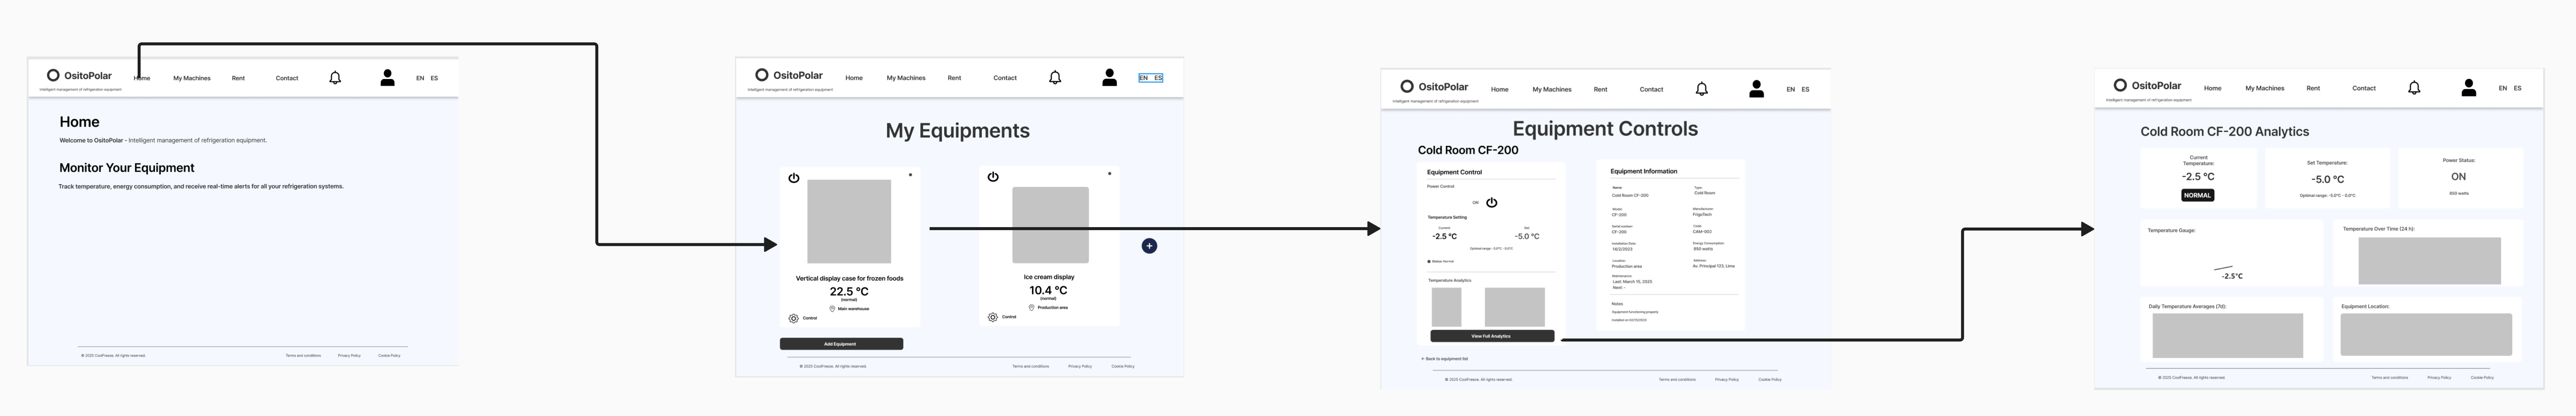 OsitoPolar
Intelligent management of refrigeration equipment
Home My Machines Rent Contact EN ES
Home
Welcome to OsitoPolar - Intelligent management of refrigeration equipment.
Monitor Your Equipment
Track temperature, energy consumption, and receive real-time alerts for all your refrigeration systems.
© 2025 CoolFreeze. All rights reserved. Terms and conditions Privacy Policy Cookie Policy
OsitoPolar
Intelligent management of refrigeration equipment
Home My Machines Rent Contact EN ES
My Equipments
Vertical display case for frozen foods
22.5 °C
(normal)
Main warehouse
Control
Ice cream display
10.4 °C
(normal)
Production area
Control
Add Equipment
© 2025 CoolFreeze. All rights reserved. Terms and conditions Privacy Policy Cookie Policy
OsitoPolar
Intelligent management of refrigeration equipment
Home My Machines Rent Contact EN ES
Equipment Controls
Cold Room CF-200
Equipment Control
Power Control
ON
Temperature Setting
Current Set
-2.5 °C -5.0 °C
Optimal range: -5.0°C - 0.0°C
Status: Normal
Temperature Analytics
View Full Analytics
Equipment Information
Name: Type:
Cold Room CF-200 Cold Room
Model: Manufacturer:
CF-200 FrigoTech
Serial number: Code:
CF-200 CAM-002
Installation Date: Energy Consumption:
14/2/2023 850 watts
Location: Address:
Production area Av. Principal 123, Lima
Maintenance:
Last: March 15, 2025
Next: -
Notes
Equipment functioning properly
← Back to equipment list
© 2025 CoolFreeze. All rights reserved. Terms and conditions Privacy Policy Cookie Policy
OsitoPolar
Intelligent management of refrigeration equipment
Home My Machines Rent Contact EN ES
Cold Room CF-200 Analytics
Current
Temperature:
-2.5 °C
NORMAL
Set Temperature:
-5.0 °C
Optimal range: -5.0°C - 0.0°C
Power Status:
ON
850 watts
Temperature Gauge:
-2.5°C
Temperature Over Time (24 h):
Daily Temperature Averages (7d):
Equipment Location:
© 2025 CoolFreeze. All rights reserved. Terms and conditions Privacy Policy Cookie Policy